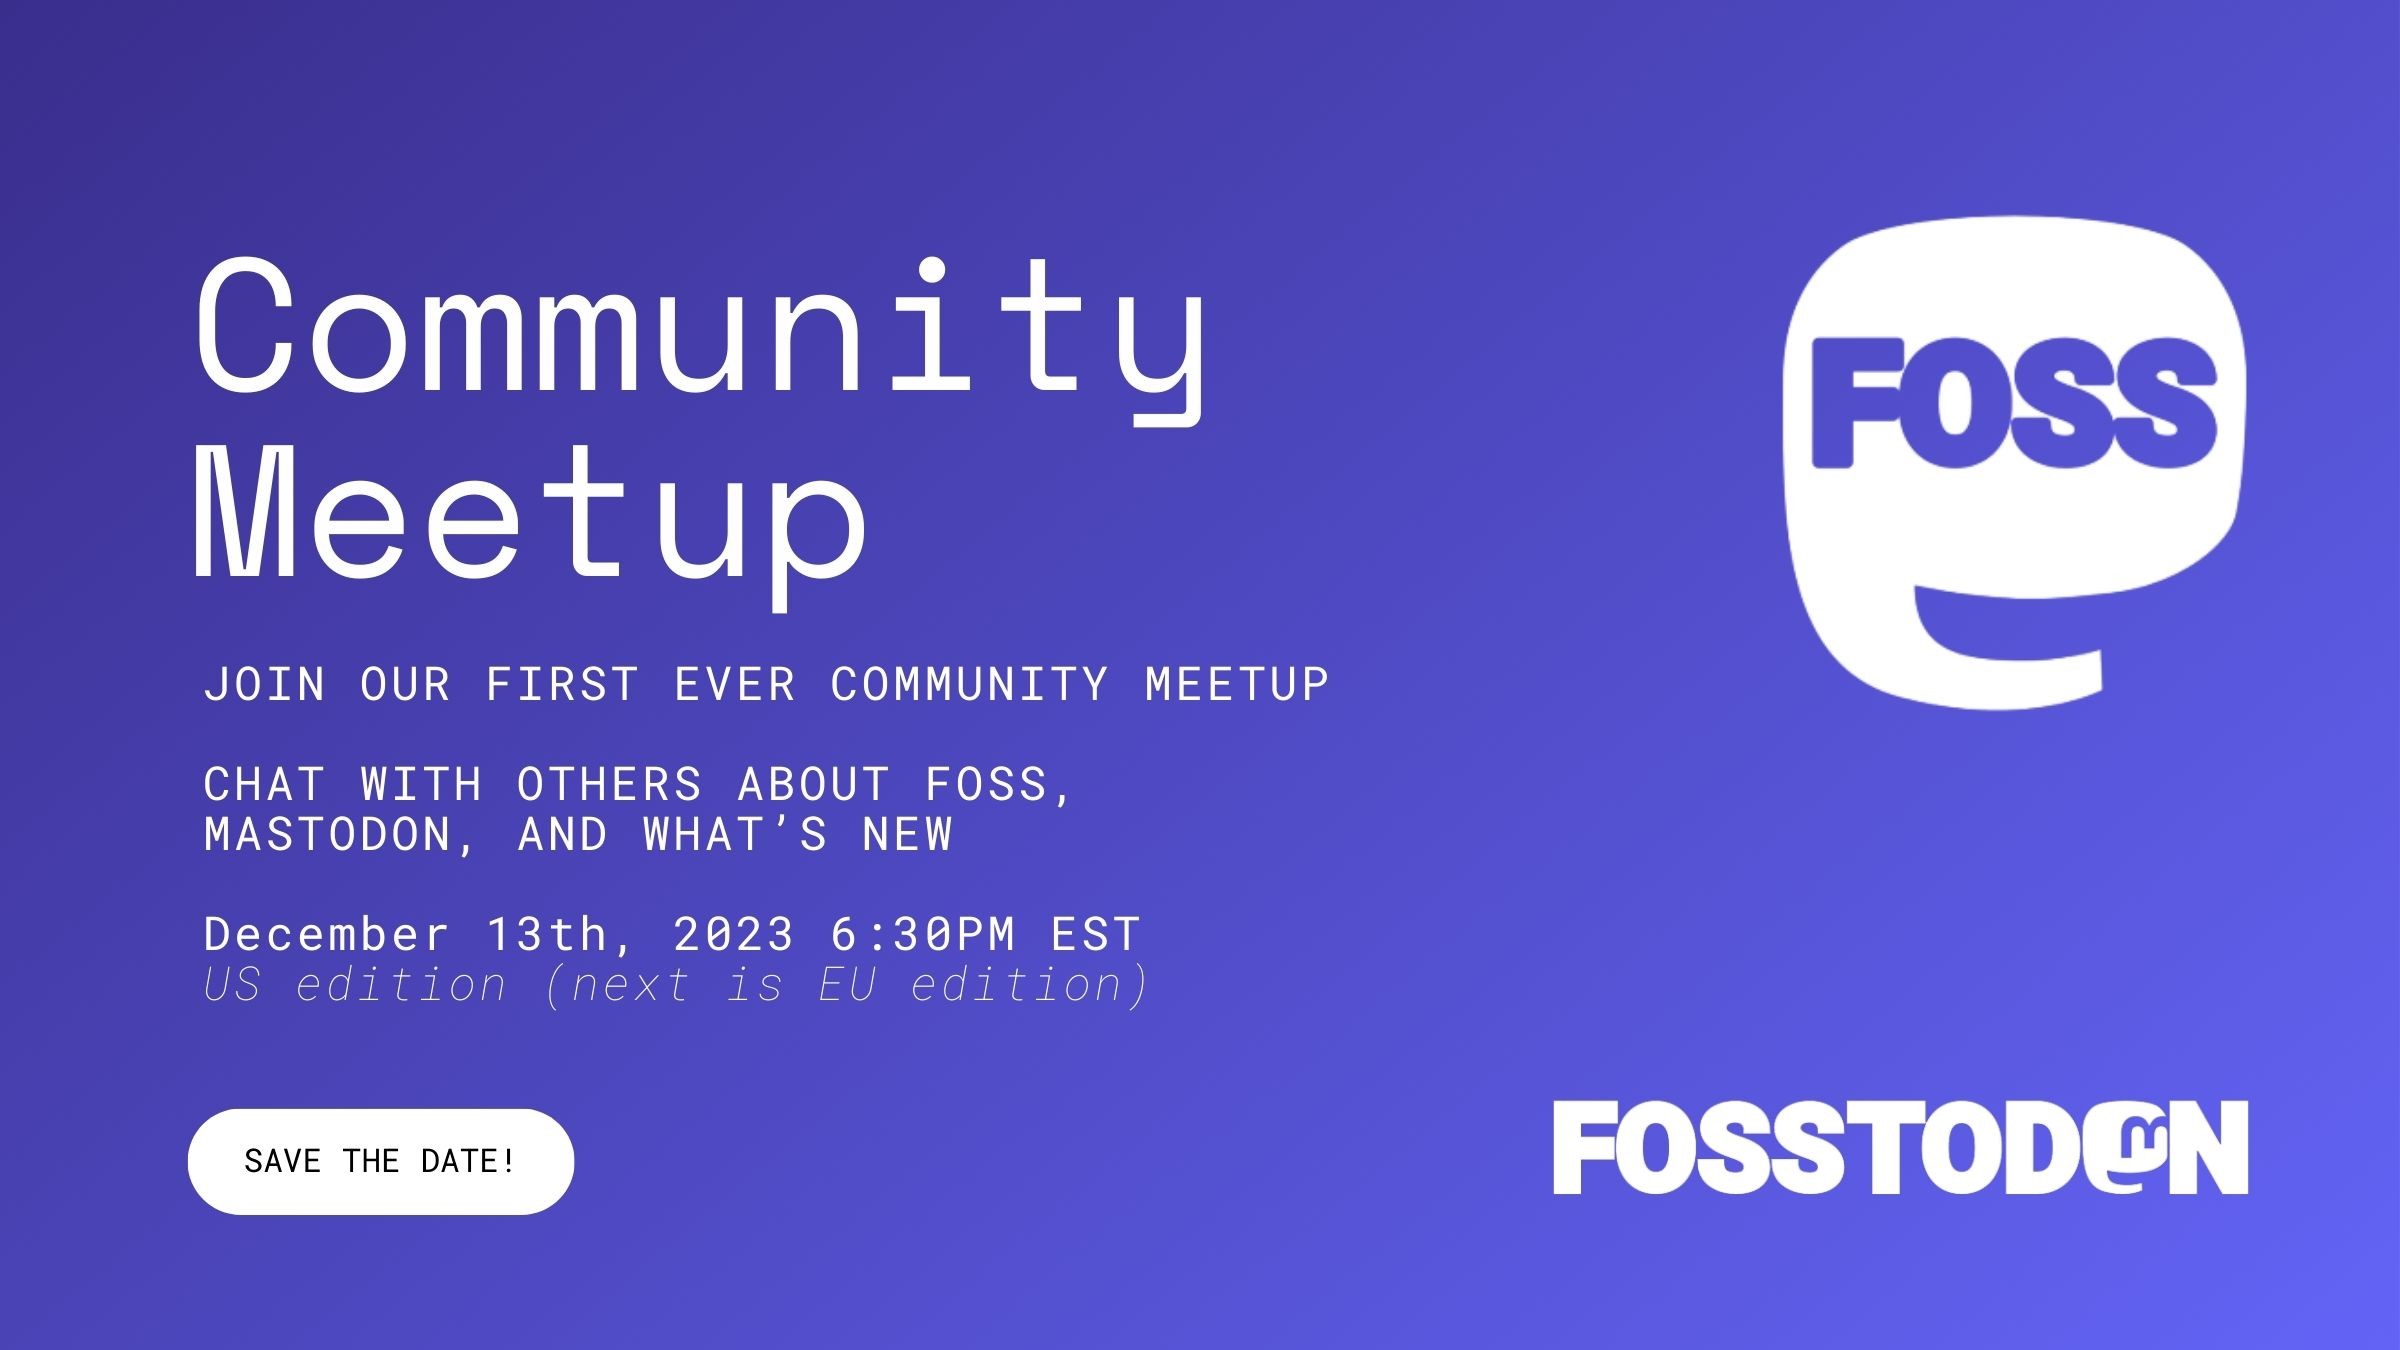 Community
Meetup
JOIN OUR FIRST EVER COMMUNITY MEETUP
CHAT WITH OTHERS ABOUT FOSS,
MASTODON, AND WHAT’S NEW
December 13th, 2023 6:30PM EST
US edition (next is EU edition)
SAVE THE DATE!
FOSS
FOSSTODON